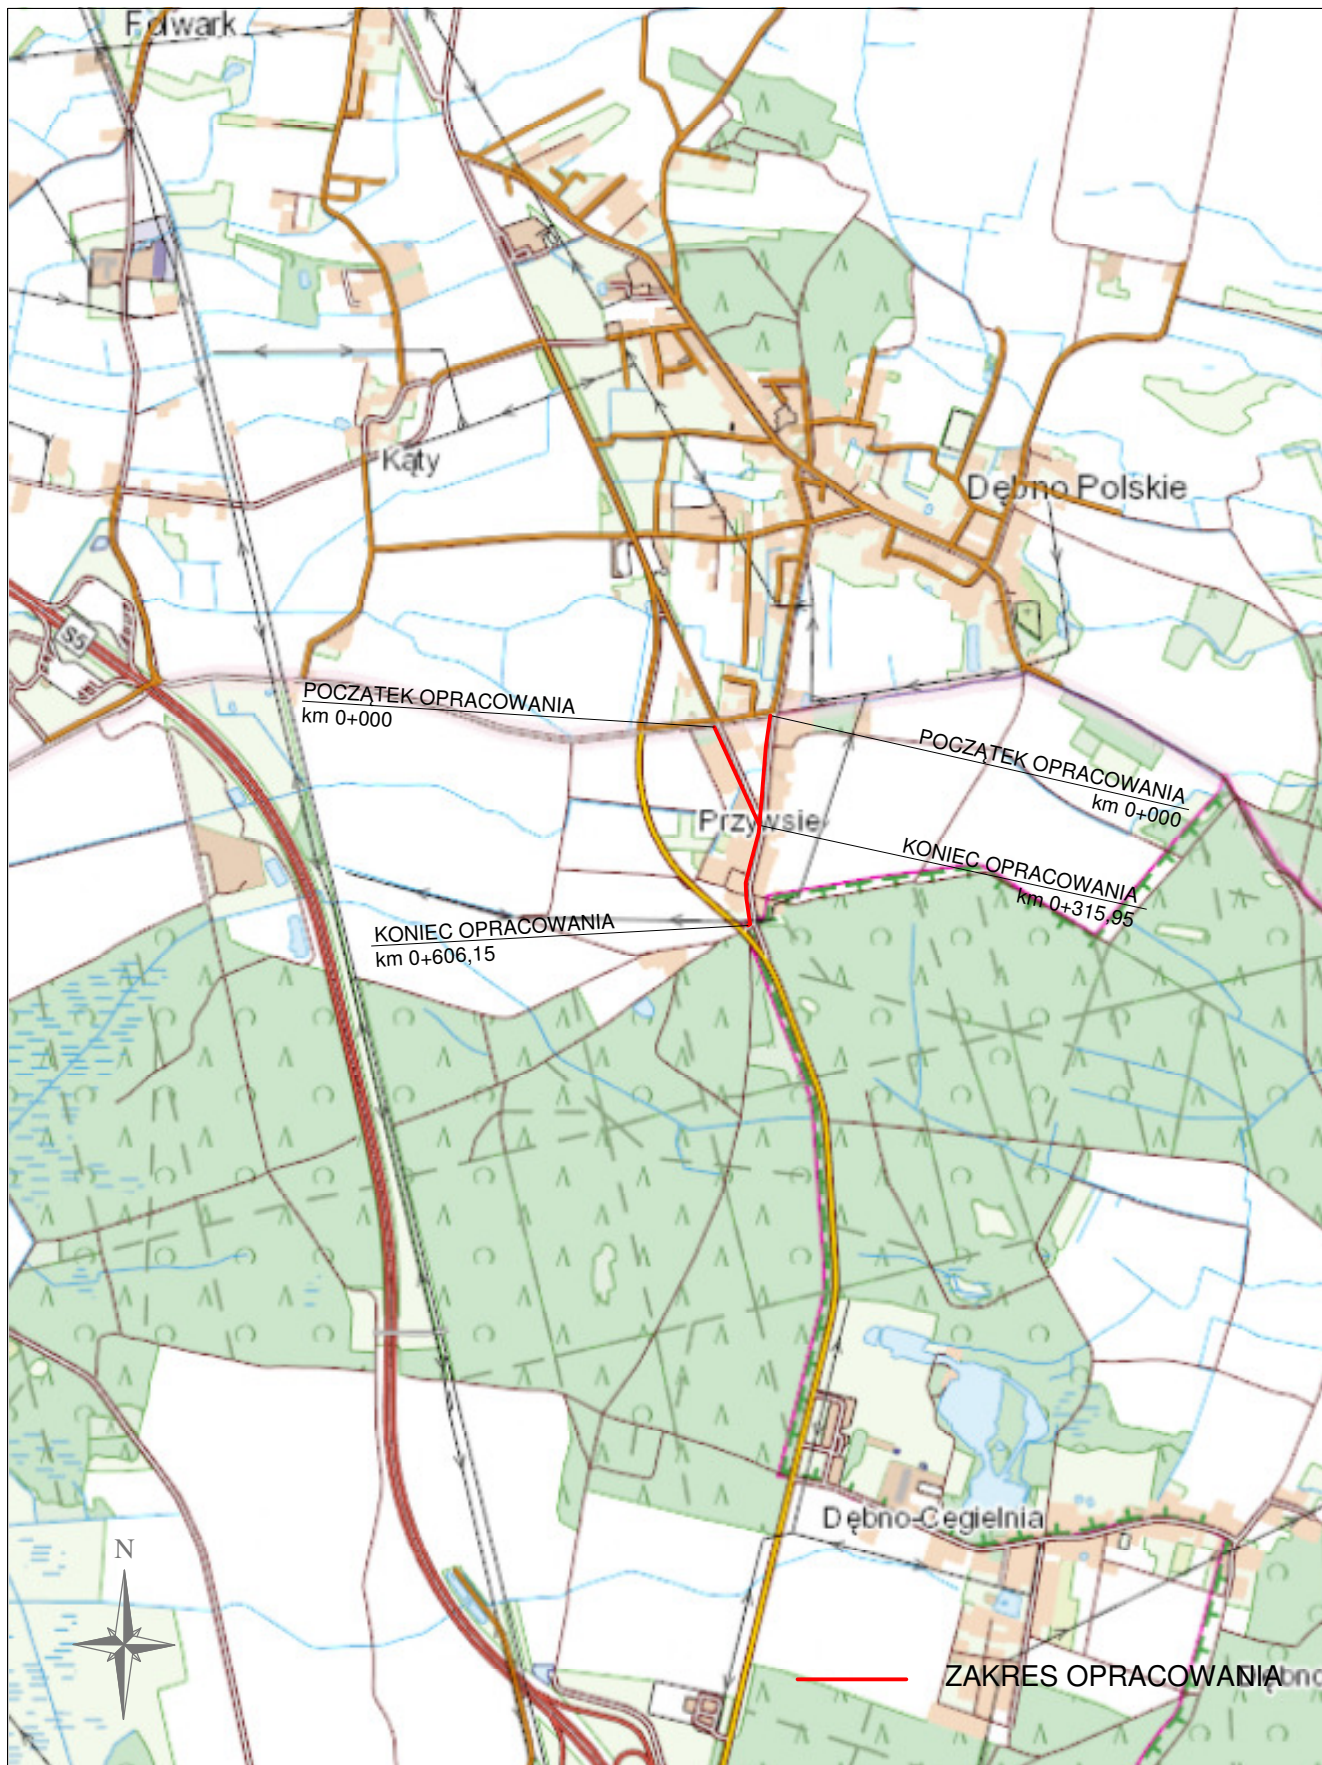 Folwark
Kąty
Dębno Polskie
S5
POCZĄTEK OPRACOWANIA
km 0+000
POCZĄTEK OPRACOWANIA
km 0+000
Przywsie
KONIEC OPRACOWANIA
km 0+315,95
KONIEC OPRACOWANIA
km 0+606,15
Dębno-Cegielnia
N
ZAKRES OPRACOWANIA